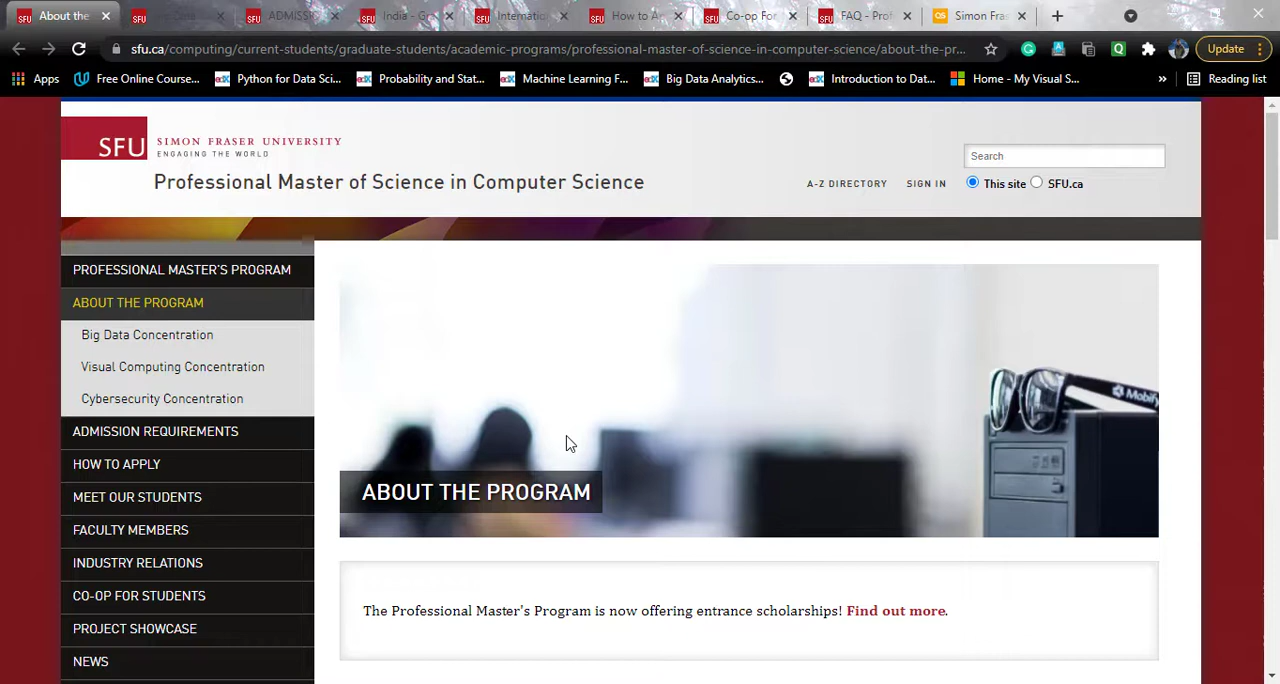 About the
ADMISS
India - Gra
Internatio
How to A
Co-op For
FAQ - Prof
Simon Fras
sfu.ca/computing/current-students/graduate-students/academic-programs/professional-master-of-science-in-computer-science/about-the-pr...
Update
Apps
Free Online Course...
Python for Data Sci...
Probability and Stat...
Machine Learning F...
Big Data Analytics...
Introduction to Dat...
Home - My Visual S...
»
Reading list
SFU SIMON FRASER UNIVERSITY
ENGAGING THE WORLD
Professional Master of Science in Computer Science
Search
A-Z DIRECTORY
SIGN IN
This site
SFU.ca
PROFESSIONAL MASTER'S PROGRAM
ABOUT THE PROGRAM
Big Data Concentration
Visual Computing Concentration
Cybersecurity Concentration
ADMISSION REQUIREMENTS
HOW TO APPLY
MEET OUR STUDENTS
FACULTY MEMBERS
INDUSTRY RELATIONS
CO-OP FOR STUDENTS
PROJECT SHOWCASE
NEWS
Mobify
ABOUT THE PROGRAM
The Professional Master's Program is now offering entrance scholarships! Find out more.